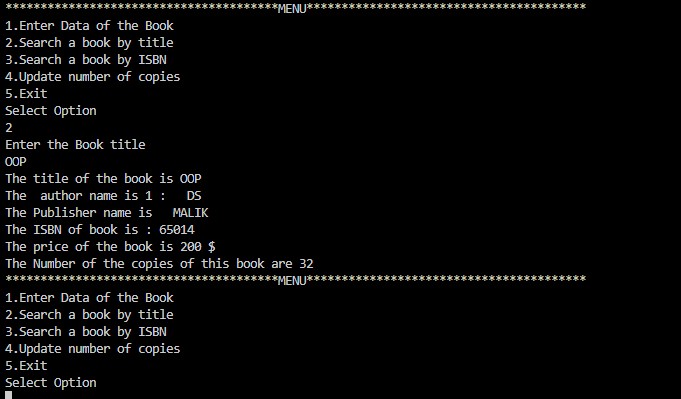 ***************************************MENU****************************************
1.Enter Data of the Book
2.Search a book by title
3.Search a book by ISBN
4.Update number of copies
5.Exit
Select Option
2
Enter the Book title
OOP
The title of the book is OOP
The  author name is 1 :   DS
The Publisher name is   MALIK
The ISBN of book is : 65014
The price of the book is 200 $
The Number of the copies of this book are 32
***************************************MENU****************************************
1.Enter Data of the Book
2.Search a book by title
3.Search a book by ISBN
4.Update number of copies
5.Exit
Select Option